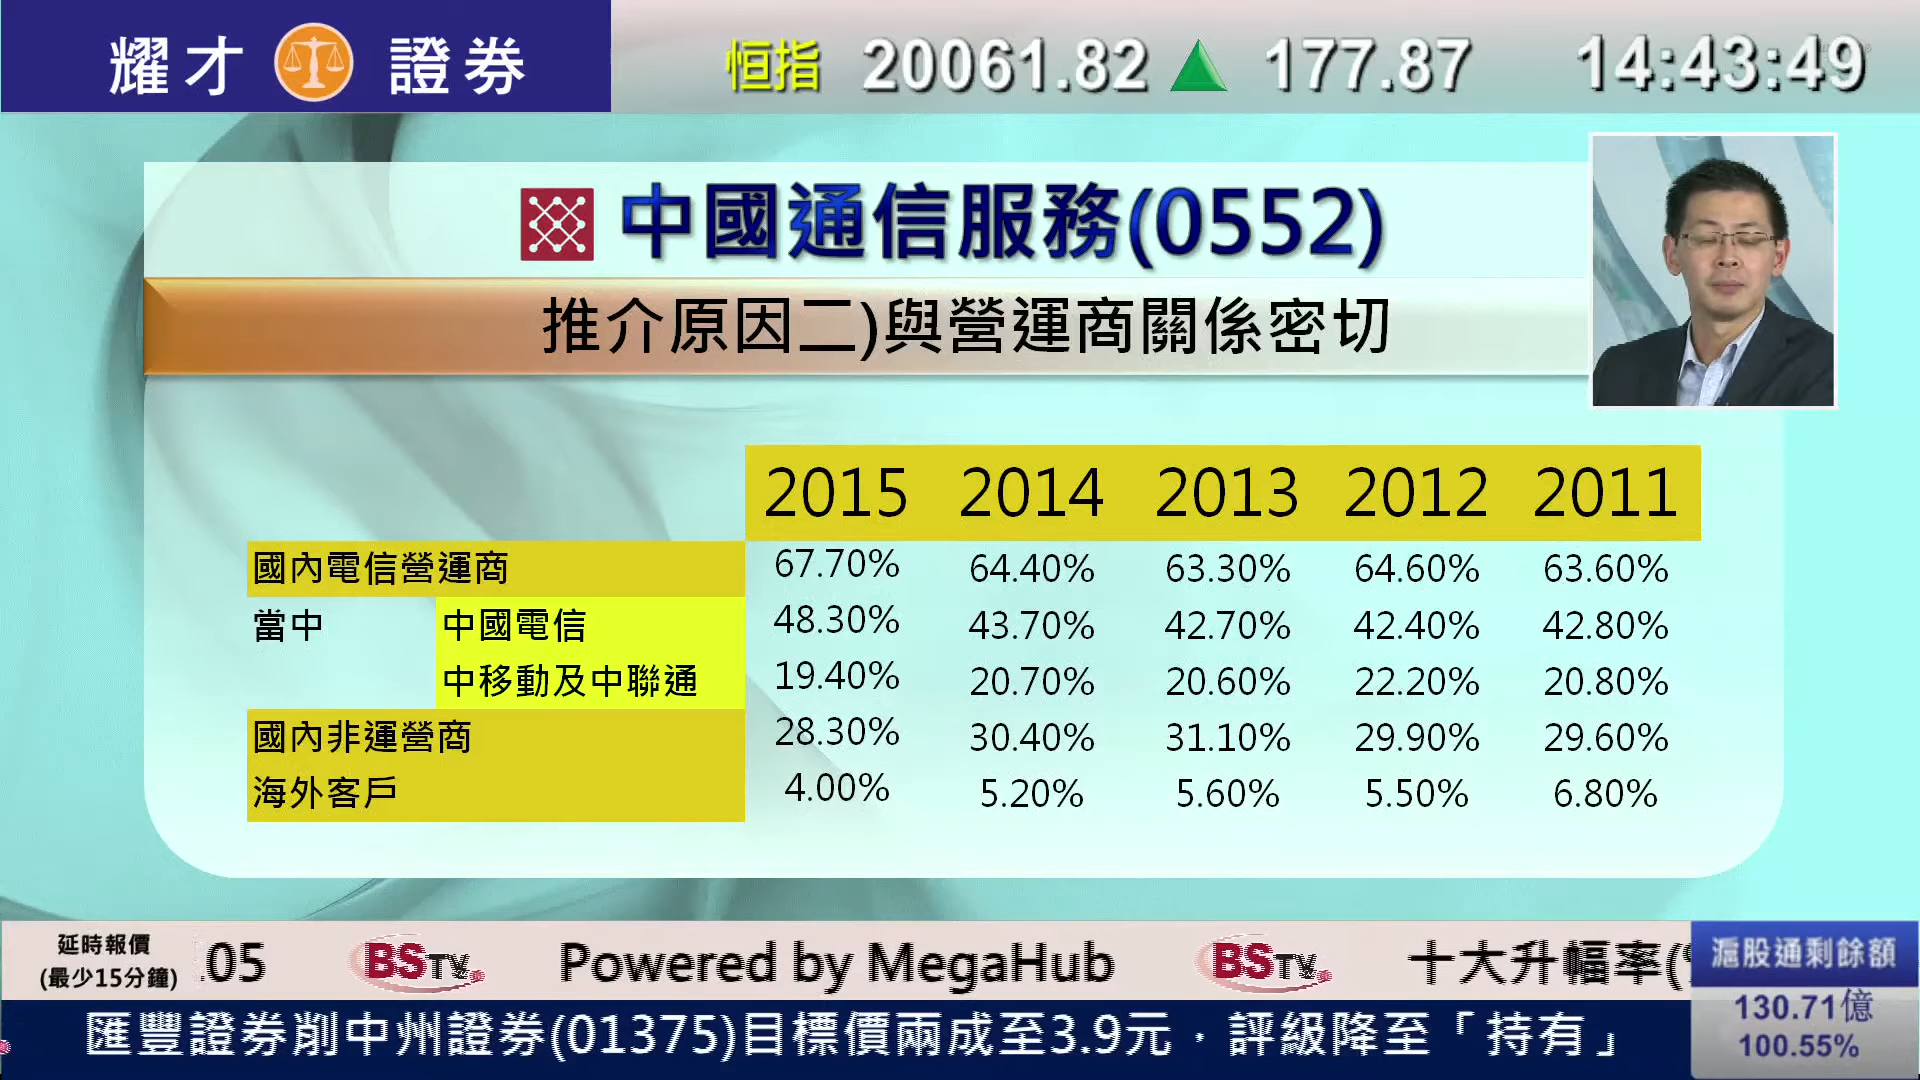 耀才證券
恒指 20061.82 ▲ 177.87 14:43:49
中國通信服務(0552)
推介原因二)與營運商關係密切
2015 2014 2013 2012 2011
國內電信營運商 67.70% 64.40% 63.30% 64.60% 63.60%
當中 中國電信 48.30% 43.70% 42.70% 42.40% 42.80%
中移動及中聯通 19.40% 20.70% 20.60% 22.20% 20.80%
國內非運營商 28.30% 30.40% 31.10% 29.90% 29.60%
海外客戶 4.00% 5.20% 5.60% 5.50% 6.80%
延時報價
(最少15分鐘)
.05 BSTV Powered by MegaHub BSTV 十大升幅率(
滬股通剩餘額
130.71億
100.55%
匯豐證券削中州證券(01375)目標價兩成至3.9元，評級降至「持有」